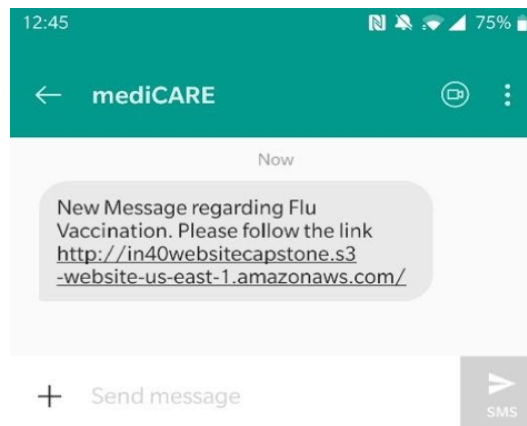 12:45 75%
mediCARE
Now
New Message regarding Flu
Vaccination. Please follow the link
http://in40websitecapstone.s3
-website-us-east-1.amazonaws.com/
Send message
SMS